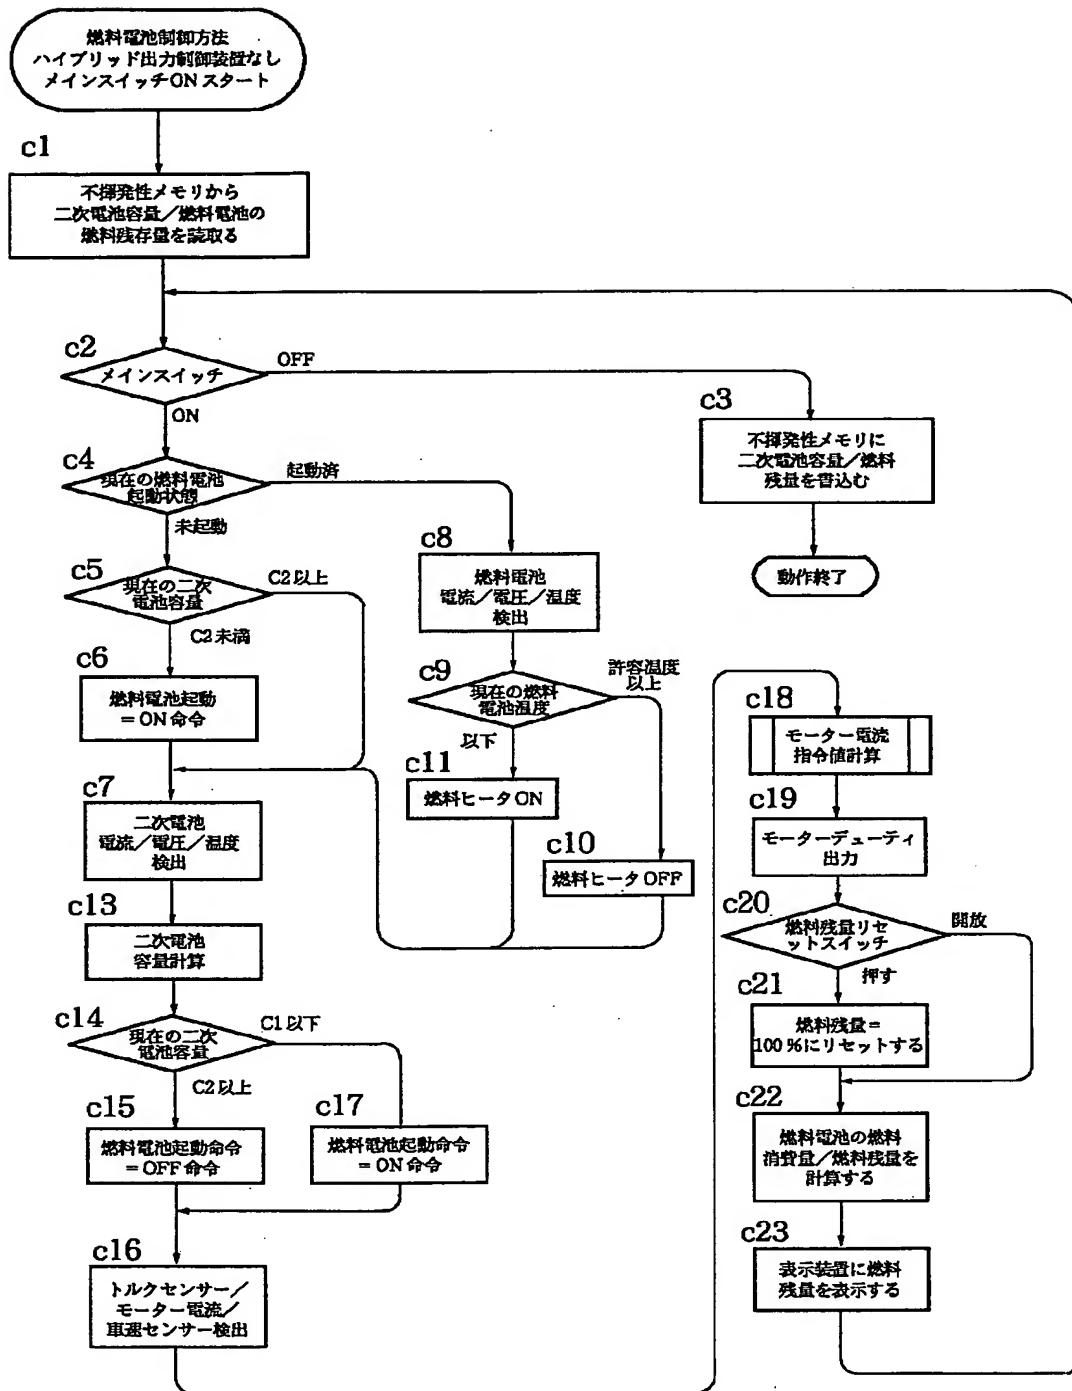 燃料電池制御方法
ハイブリッド出力制御装置なし
メインスイッチONスタート
c1
不揮発性メモリから
二次電池容量／燃料電池の
燃料残存量を読取る
c2
メインスイッチ
OFF
ON
c3
不揮発性メモリに
二次電池容量／燃料
残量を書込む
動作終了
c4
現在の燃料電池
起動状態
起動済
未起動
c5
現在の二次
電池容量
C2以上
C2未満
c6
燃料電池起動
＝ON命令
c7
二次電池
電流／電圧／温度
検出
c8
燃料電池
電流／電圧／温度
検出
c9
現在の燃料
電池温度
許容温度
以上
以下
c11
燃料ヒータON
c10
燃料ヒータOFF
c13
二次電池
容量計算
c14
現在の二次
電池容量
C1以下
C2以上
c15
燃料電池起動命令
＝OFF命令
c17
燃料電池起動命令
＝ON命令
c16
トルクセンサー／
モーター電流／
車速センサー検出
c18
モーター電流
指令値計算
c19
モーターデューティ
出力
c20
燃料残量リセ
ットスイッチ
開放
押す
c21
燃料残量＝
100％にリセットする
c22
燃料電池の燃料
消費量／燃料残量を
計算する
c23
表示装置に燃料
残量を表示する